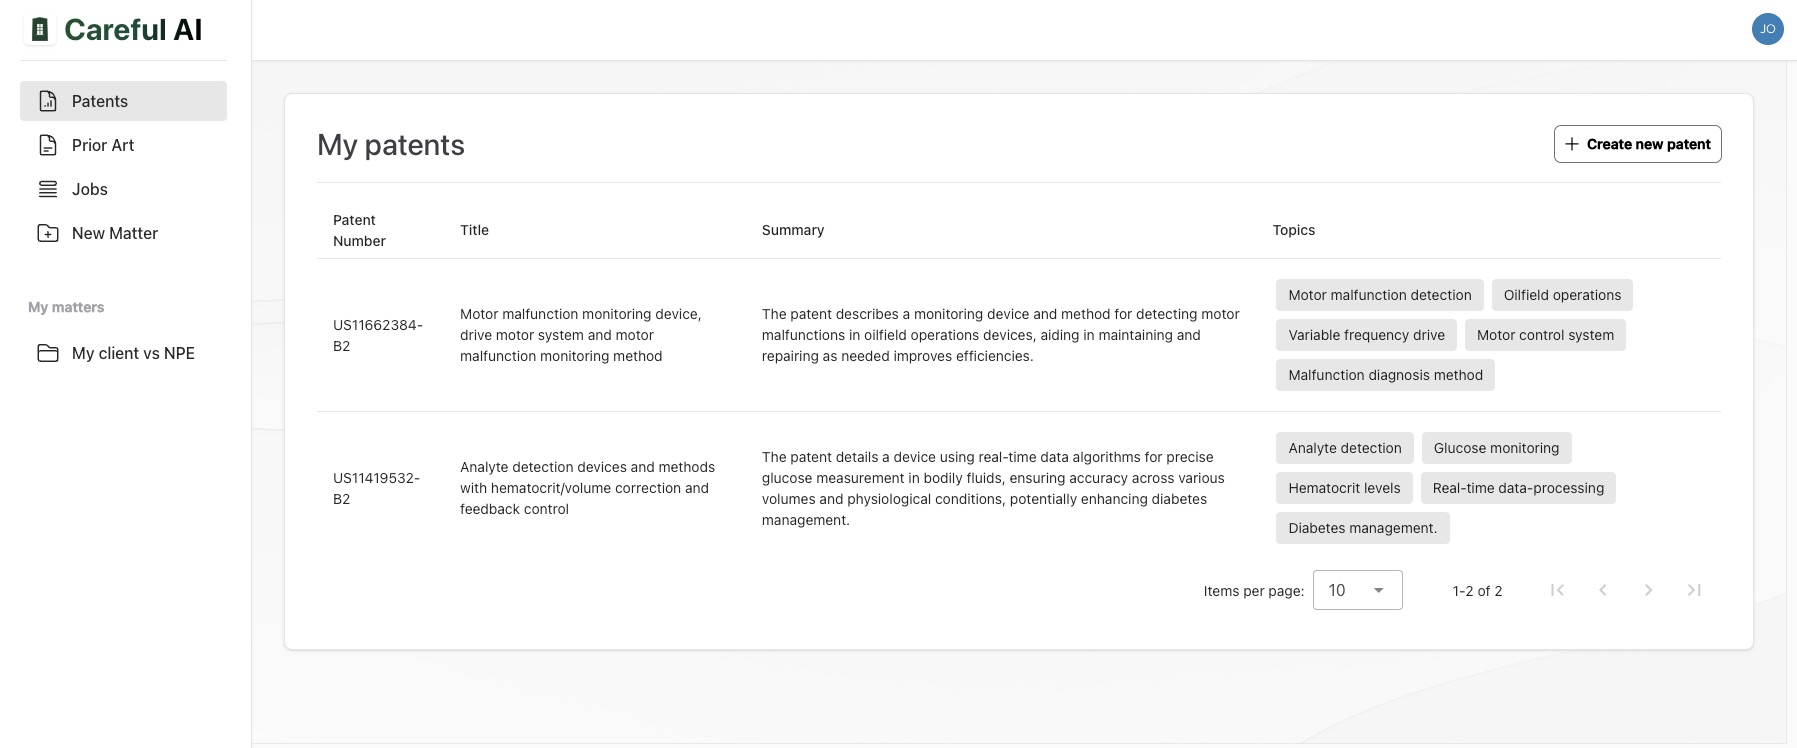 Careful AI
JO
Patents
Prior Art
Jobs
New Matter
My matters
My client vs NPE
My patents
Create new patent
Patent
Number
Title
Summary
Topics
US11662384-
B2
Motor malfunction monitoring device,
drive motor system and motor
malfunction monitoring method
The patent describes a monitoring device and method for detecting motor
malfunctions in oilfield operations devices, aiding in maintaining and
repairing as needed improves efficiencies.
Motor malfunction detection
Oilfield operations
Variable frequency drive
Motor control system
Malfunction diagnosis method
US11419532-
B2
Analyte detection devices and methods
with hematocrit/volume correction and
feedback control
The patent details a device using real-time data algorithms for precise
glucose measurement in bodily fluids, ensuring accuracy across various
volumes and physiological conditions, potentially enhancing diabetes
management.
Analyte detection
Glucose monitoring
Hematocrit levels
Real-time data-processing
Diabetes management.
Items per page:
10
1-2 of 2